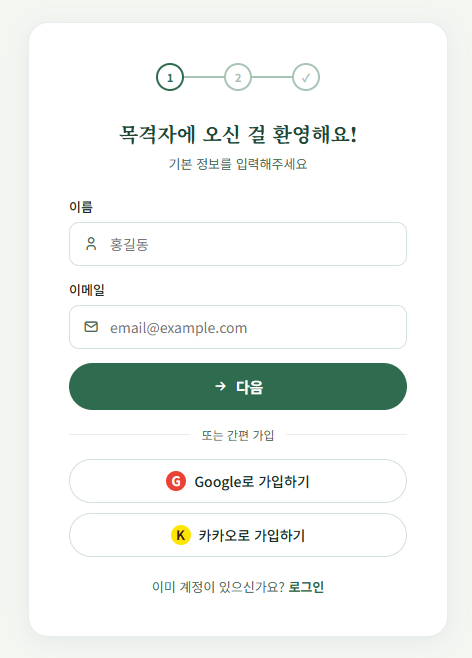 1 2 ✓
목격자에 오신 걸 환영해요!
기본 정보를 입력해주세요
이름
홍길동
이메일
email@example.com
→ 다음
또는 간편 가입
G Google로 가입하기
K 카카오로 가입하기
이미 계정이 있으신가요? 로그인